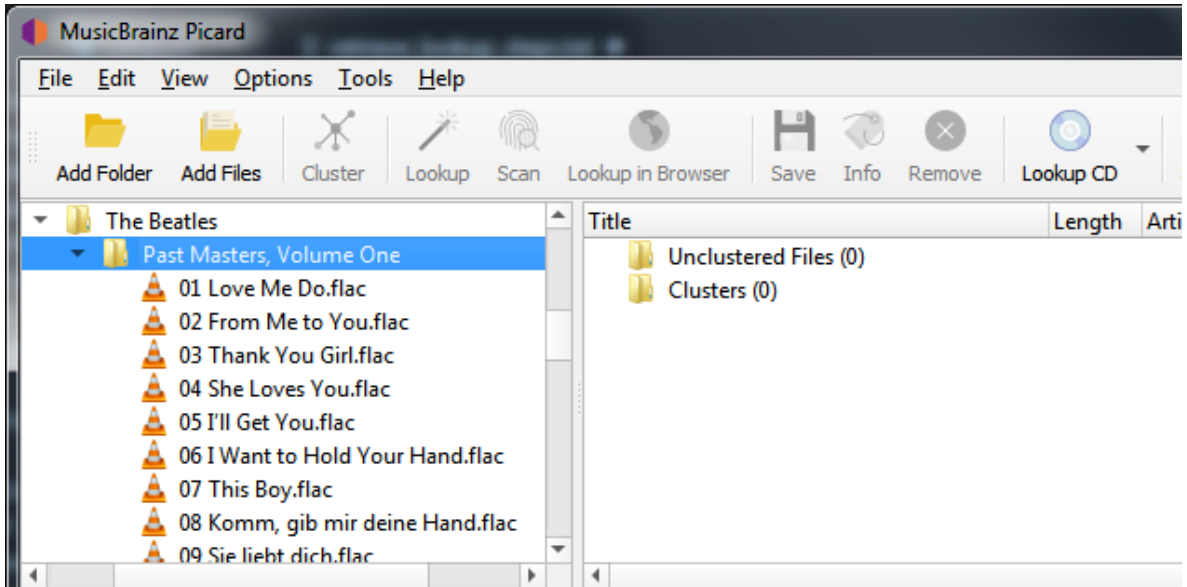 MusicBrainz Picard
File Edit View Options Tools Help
Add Folder Add Files Cluster Lookup Scan Lookup in Browser Save Info Remove Lookup CD
The Beatles
Past Masters, Volume One
01 Love Me Do.flac
02 From Me to You.flac
03 Thank You Girl.flac
04 She Loves You.flac
05 I'll Get You.flac
06 I Want to Hold Your Hand.flac
07 This Boy.flac
08 Komm, gib mir deine Hand.flac
09 Sie liebt dich.flac
Title Length Arti
Unclustered Files (0)
Clusters (0)